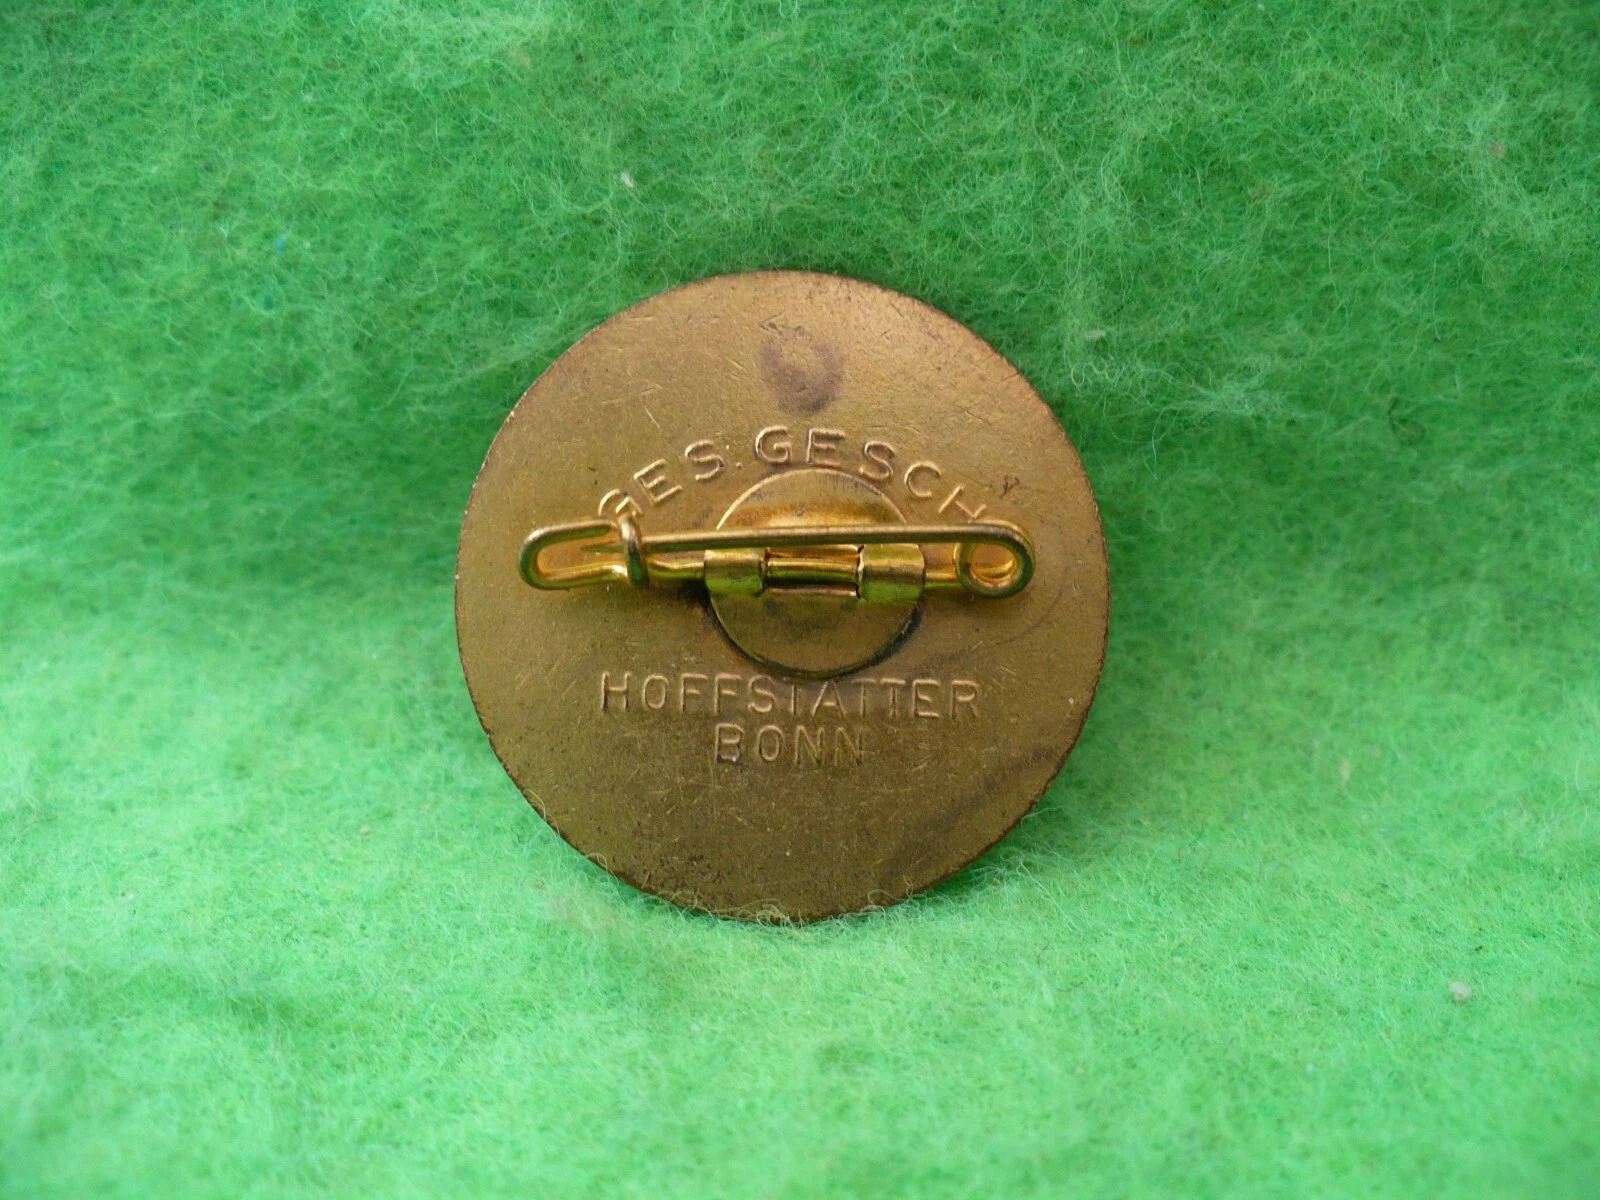 GES. GESCH.
HOFFSTATTER
BONN